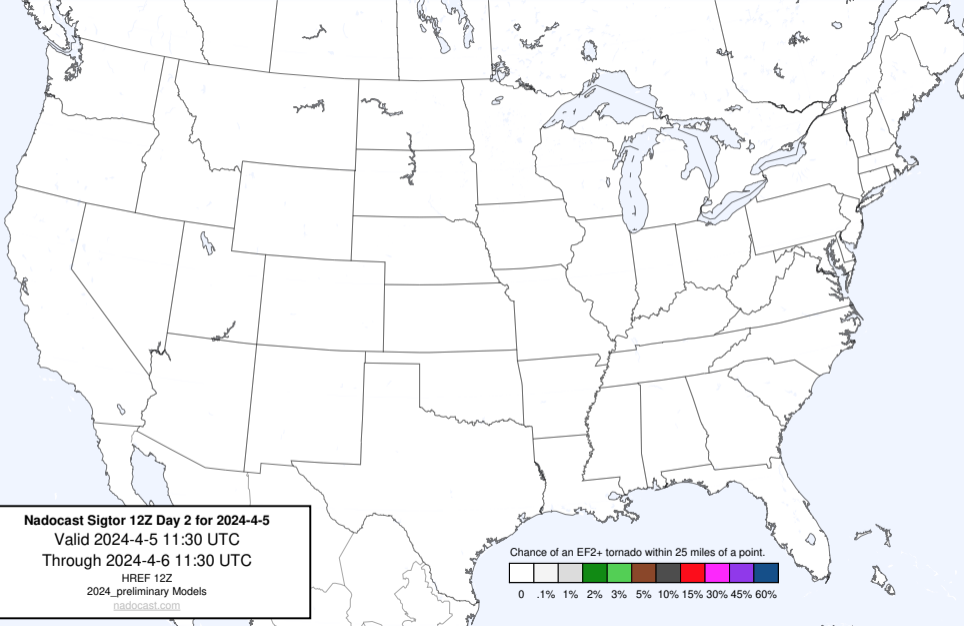 Nadocast Sigtor 12Z Day 2 for 2024-4-5
Valid 2024-4-5 11:30 UTC
Through 2024-4-6 11:30 UTC
HREF 12Z
2024_preliminary Models
nadocast.com
Chance of an EF2+ tornado within 25 miles of a point.
0 .1% 1% 2% 3% 5% 10% 15% 30% 45% 60%